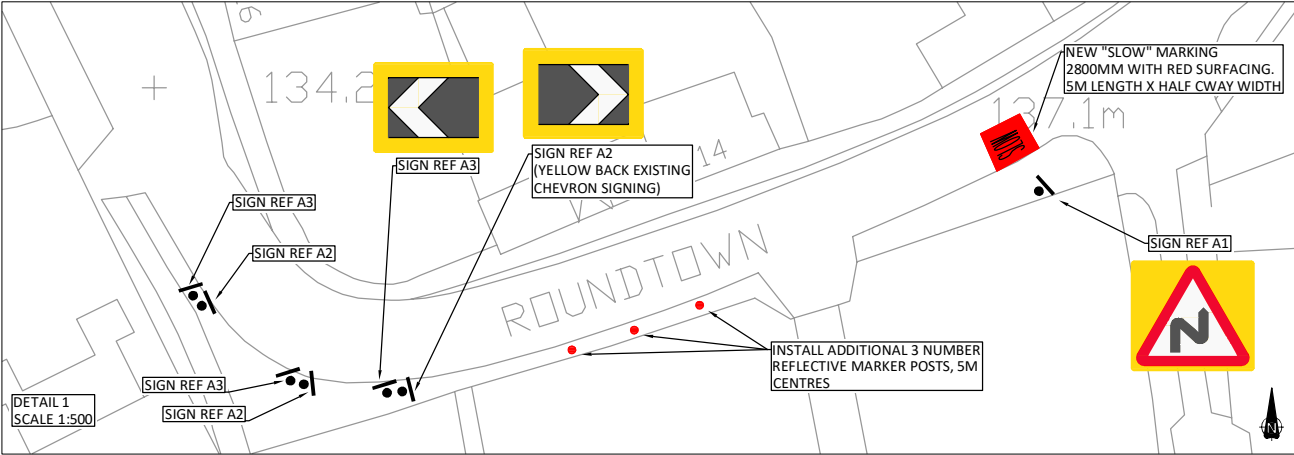 9
134.2
137.1m
14
ROUNDTOWN
NEW "SLOW" MARKING
2800MM WITH RED SURFACING.
5M LENGTH X HALF CWAY WIDTH
SIGN REF A3
SIGN REF A2
(YELLOW BACK EXISTING
CHEVRON SIGNING)
SIGN REF A3
SIGN REF A2
SIGN REF A1
INSTALL ADDITIONAL 3 NUMBER
REFLECTIVE MARKER POSTS, 5M
CENTRES
SIGN REF A3
SIGN REF A2
DETAIL 1
SCALE 1:500
N